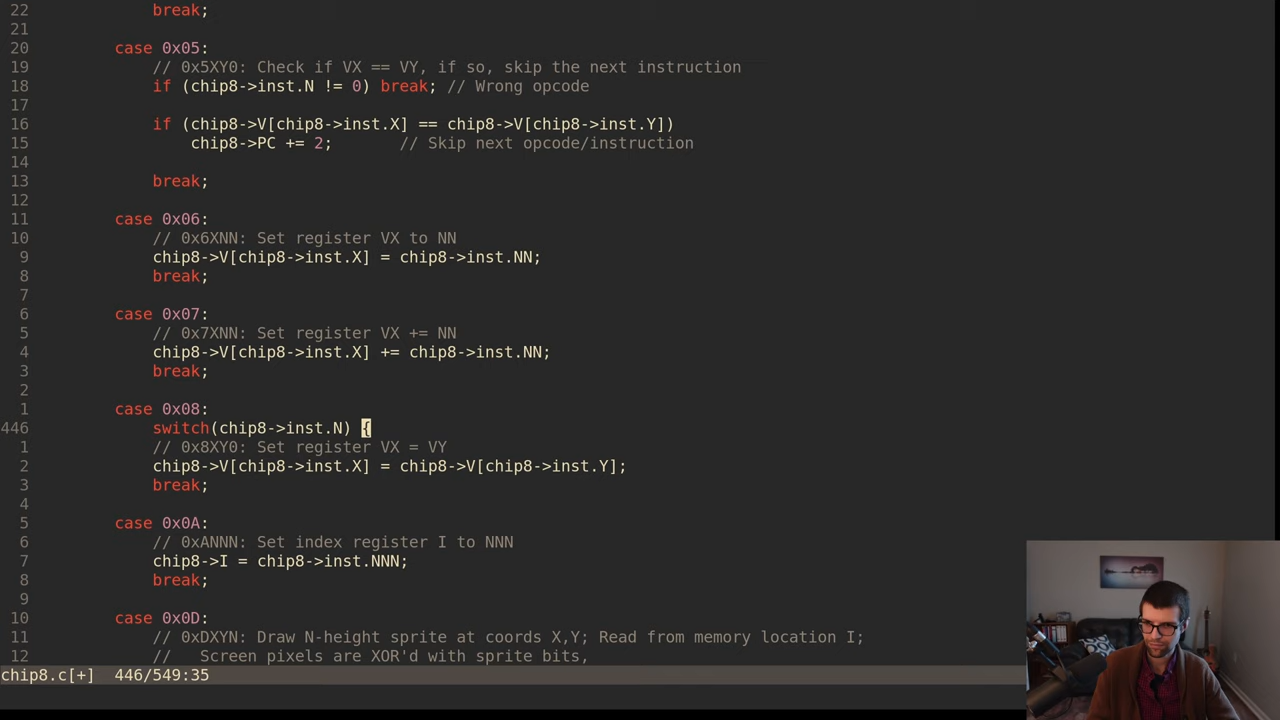 22 break;
21
20 case 0x05:
19 // 0x5XY0: Check if VX == VY, if so, skip the next instruction
18 if (chip8->inst.N != 0) break; // Wrong opcode
17
16 if (chip8->V[chip8->inst.X] == chip8->V[chip8->inst.Y])
15 chip8->PC += 2; // Skip next opcode/instruction
14
13 break;
12
11 case 0x06:
10 // 0x6XNN: Set register VX to NN
9 chip8->V[chip8->inst.X] = chip8->inst.NN;
8 break;
7
6 case 0x07:
5 // 0x7XNN: Set register VX += NN
4 chip8->V[chip8->inst.X] += chip8->inst.NN;
3 break;
2
1 case 0x08:
446 switch(chip8->inst.N) {
1 // 0x8XY0: Set register VX = VY
2 chip8->V[chip8->inst.X] = chip8->V[chip8->inst.Y];
3 break;
4
5 case 0x0A:
6 // 0xANNN: Set index register I to NNN
7 chip8->I = chip8->inst.NNN;
8 break;
9
10 case 0x0D:
11 // 0xDXYN: Draw N-height sprite at coords X,Y; Read from memory location I;
12 // Screen pixels are XOR'd with sprite bits,
chip8.c[+] 446/549:35